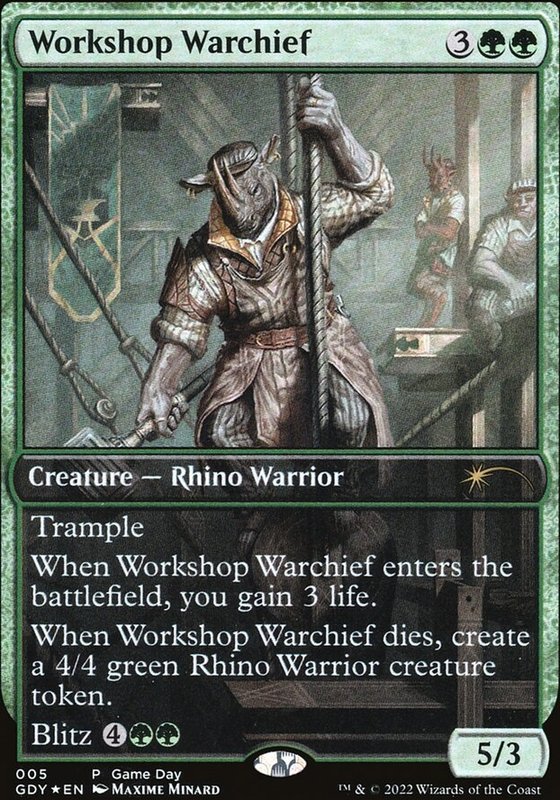 Workshop Warchief 3
Creature — Rhino Warrior
Trample
When Workshop Warchief enters the
battlefield, you gain 3 life.
When Workshop Warchief dies, create
a 4/4 green Rhino Warrior creature
token.
Blitz 4
5/3
005 P Game Day
GDY★EN Maxime Minard
™ & © 2022 Wizards of the Coast